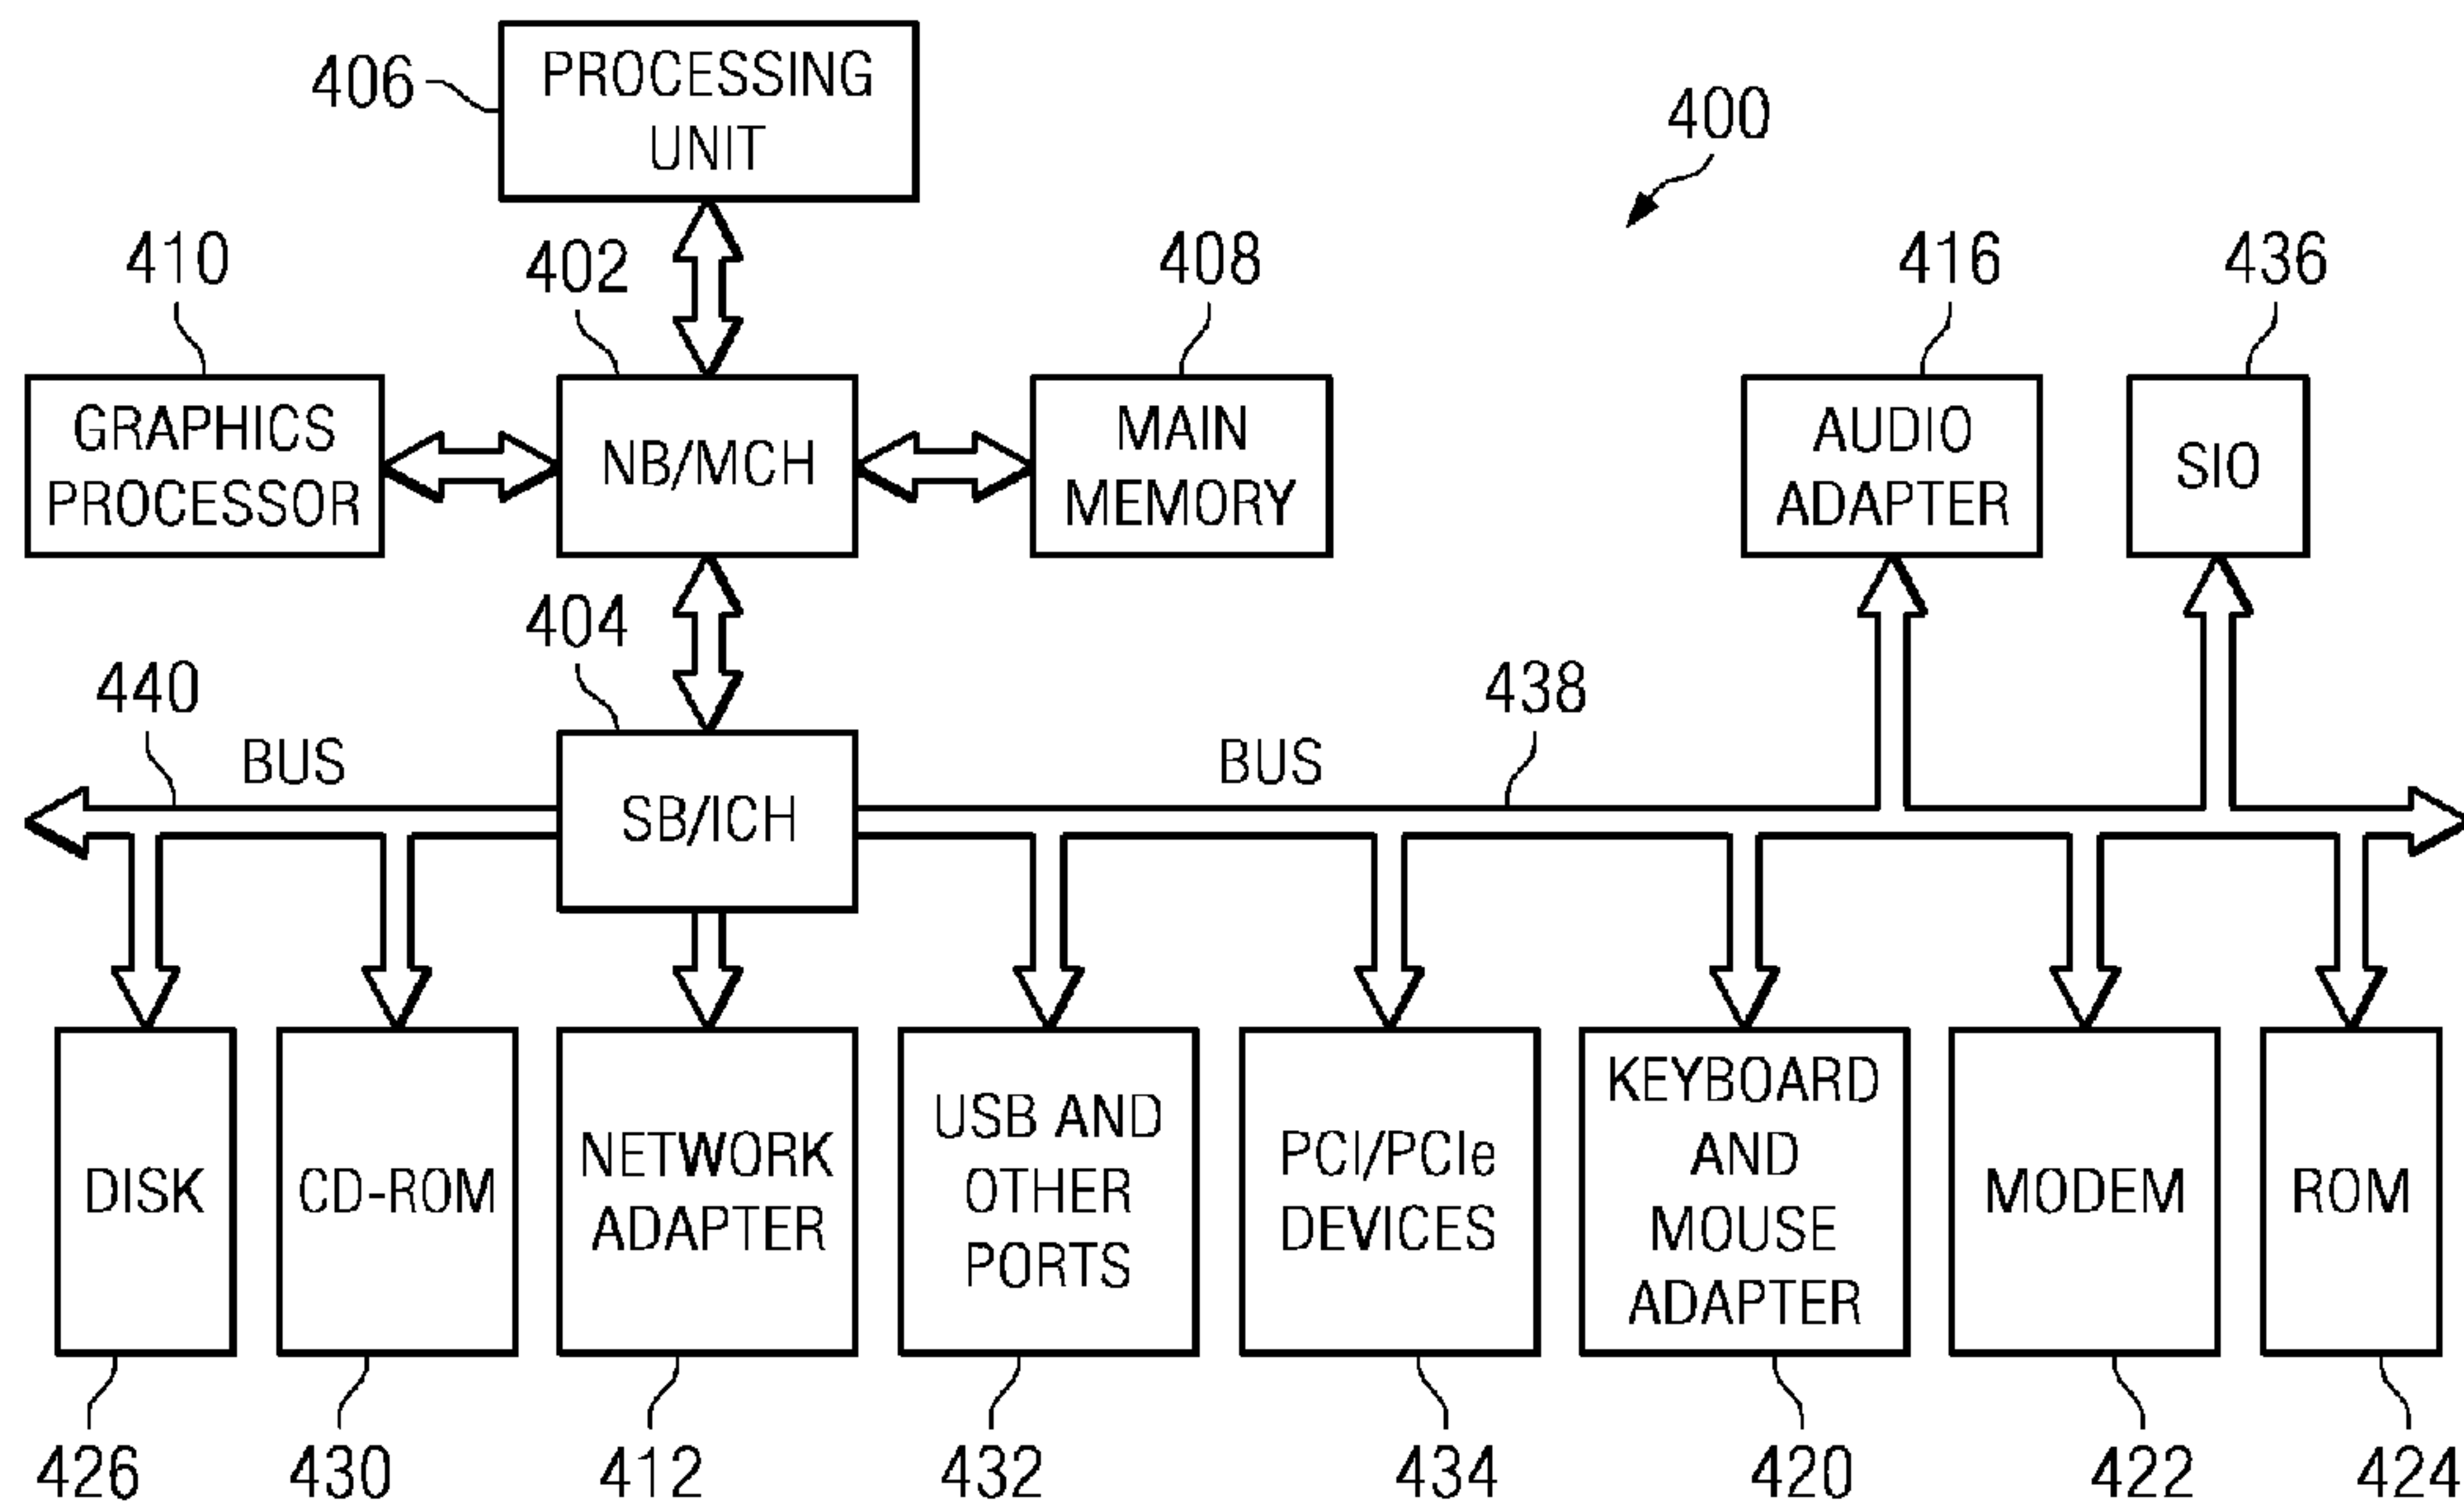 PROCESSING
UNIT
406
400
410
402
408
416
436
GRAPHICS
PROCESSOR
NB/MCH
MAIN
MEMORY
AUDIO
ADAPTER
SIO
404
440
438
BUS
BUS
SB/ICH
DISK
CD-ROM
NETWORK
ADAPTER
USB AND
OTHER
PORTS
PCI/PCIe
DEVICES
KEYBOARD
AND
MOUSE
ADAPTER
MODEM
ROM
426
430
412
432
434
420
422
424